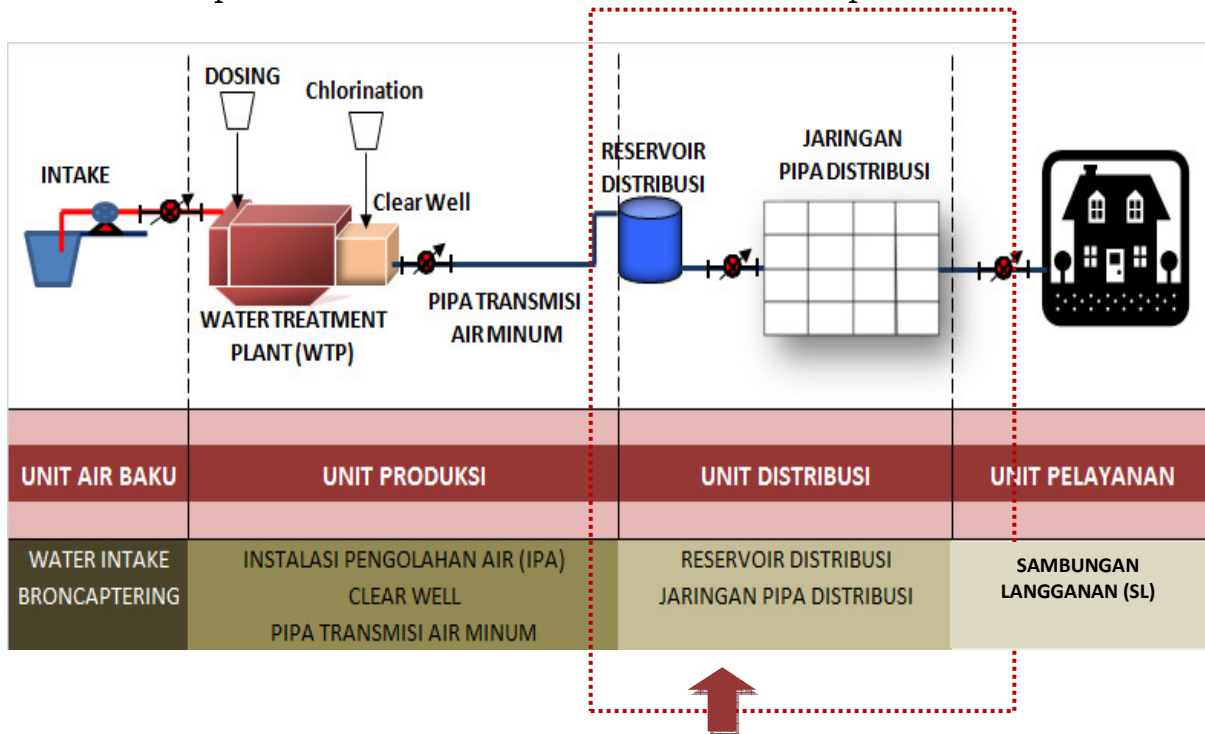 DOSING
Chlorination
INTAKE
Clear Well
RESERVOIR
DISTRIBUSI
JARINGAN
PIPA DISTRIBUSI
WATER TREATMENT
PLANT (WTP)
PIPA TRANSMISI
AIR MINUM
UNIT AIR BAKU
UNIT PRODUKSI
UNIT DISTRIBUSI
UNIT PELAYANAN
WATER INTAKE
BRONCAPTERING
INSTALASI PENGOLAHAN AIR (IPA)
CLEAR WELL
PIPA TRANSMISI AIR MINUM
RESERVOIR DISTRIBUSI
JARINGAN PIPA DISTRIBUSI
SAMBUNGAN
LANGGANAN (SL)